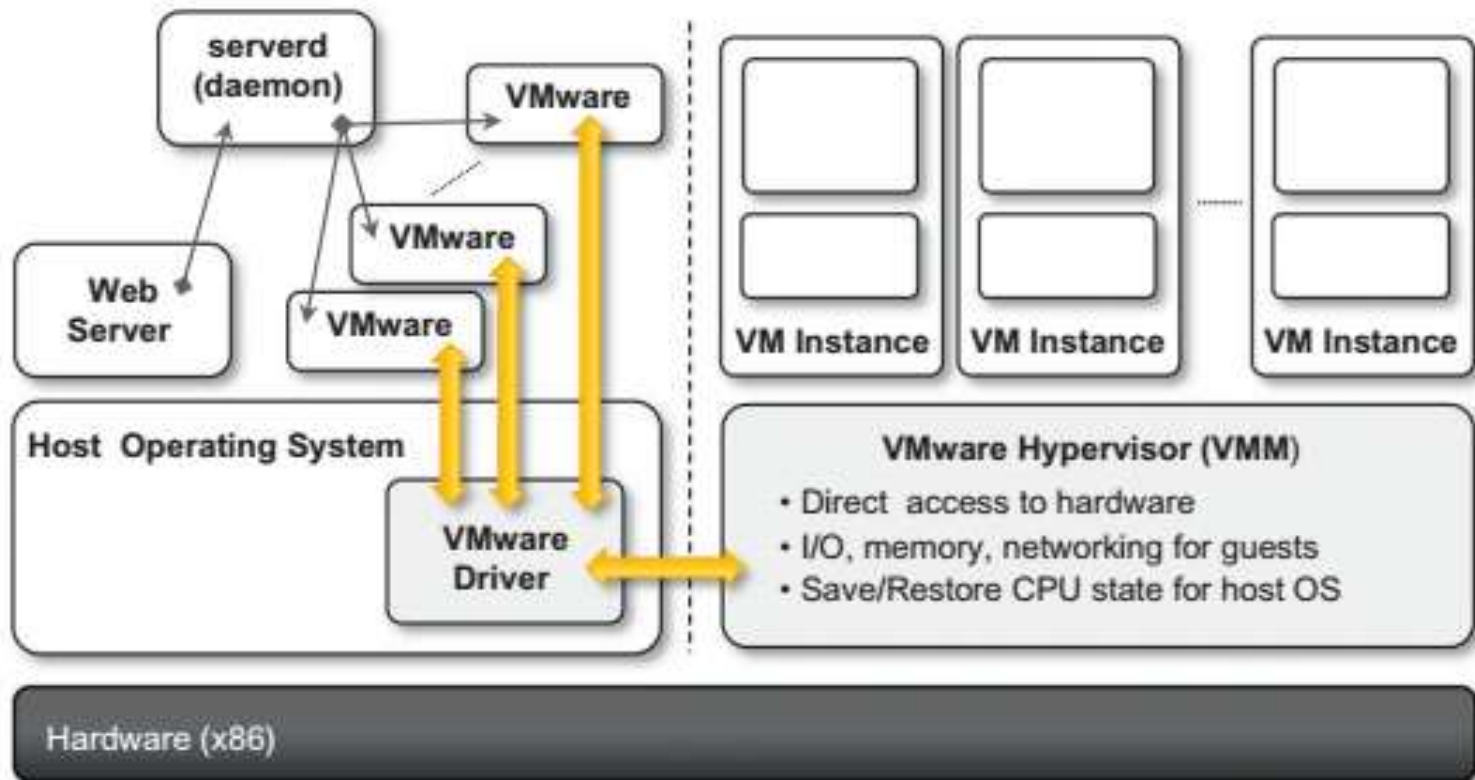 serverd
(daemon)
VMware
VMware
VMware
Web
Server
Host Operating System
VMware
Driver
VM Instance
VM Instance
VM Instance
VMware Hypervisor (VMM)
• Direct access to hardware
• I/O, memory, networking for guests
• Save/Restore CPU state for host OS
Hardware (x86)